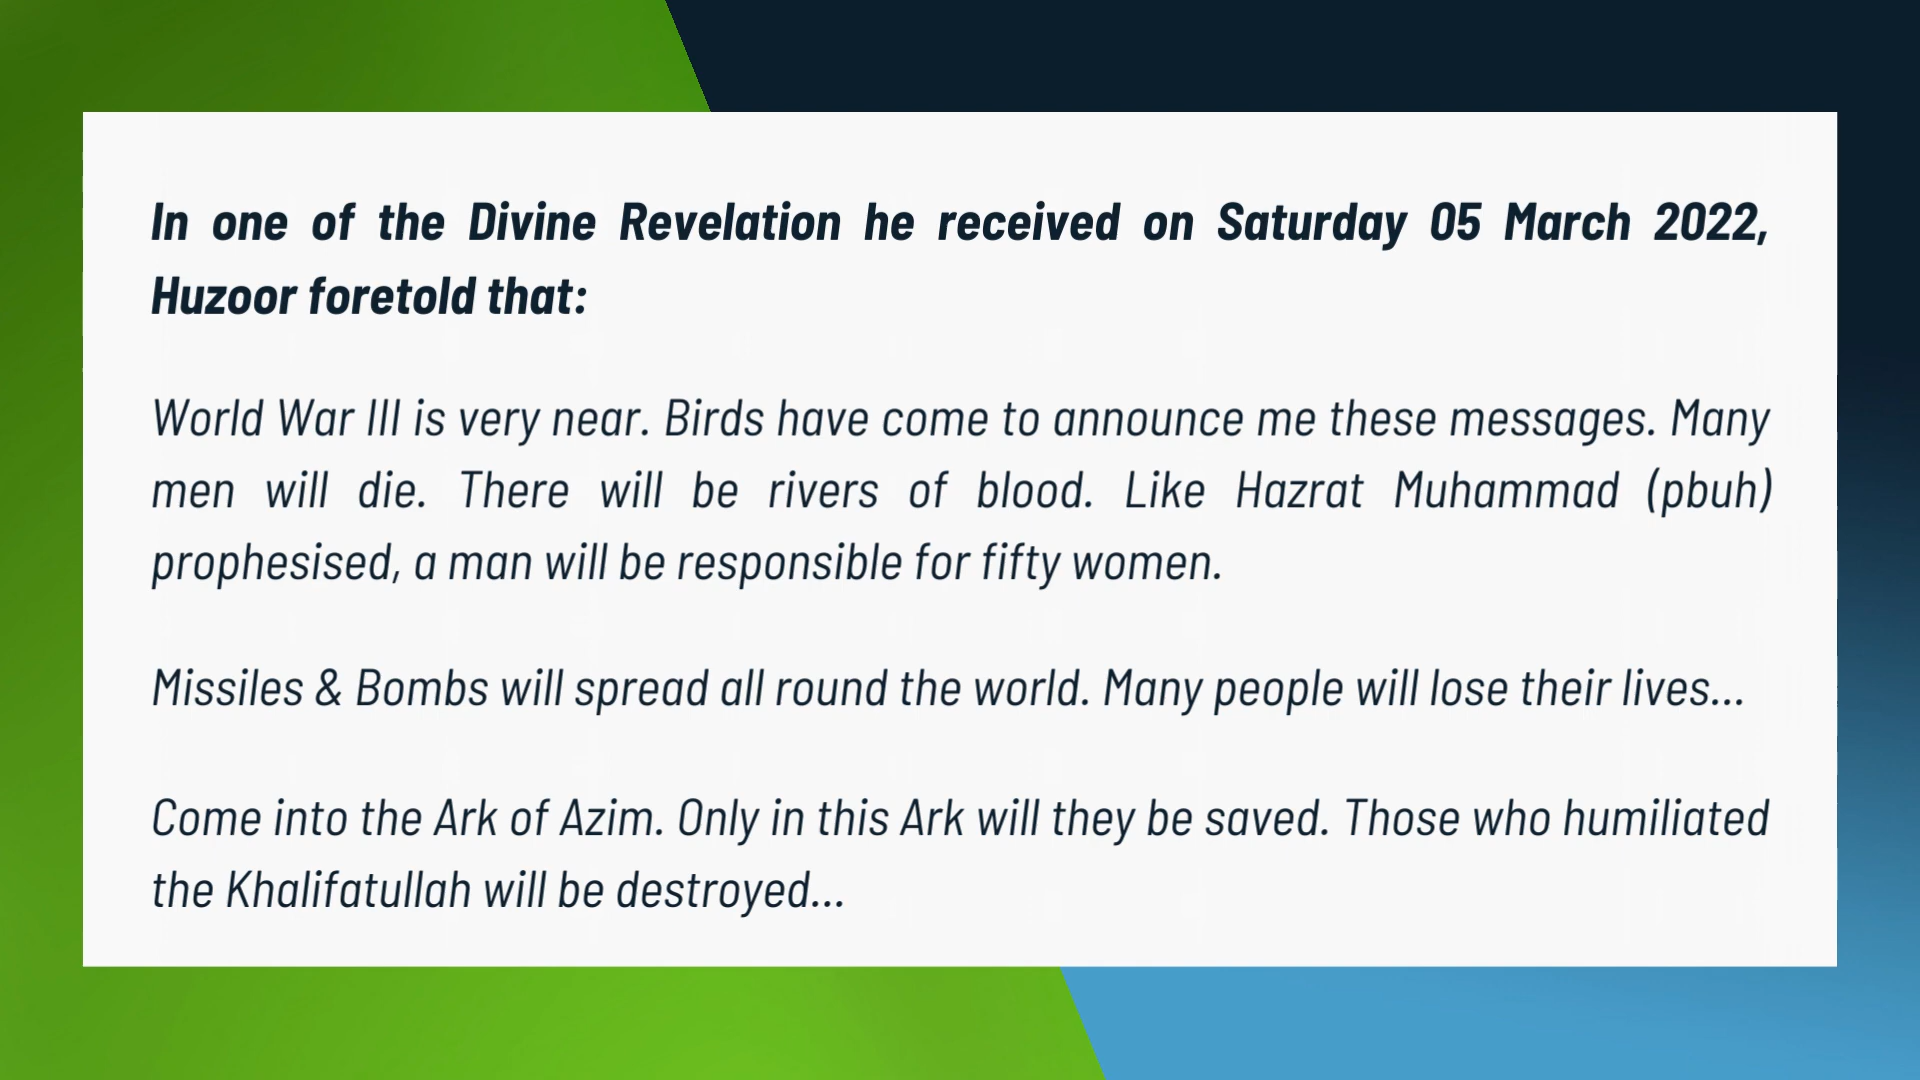 In one of the Divine Revelation he received on Saturday 05 March 2022,
Huzoor foretold that:
World War III is very near. Birds have come to announce me these messages. Many
men will die. There will be rivers of blood. Like Hazrat Muhammad (pbuh)
prophesised, a man will be responsible for fifty women.
Missiles & Bombs will spread all round the world. Many people will lose their lives...
Come into the Ark of Azim. Only in this Ark will they be saved. Those who humiliated
the Khalifatullah will be destroyed...